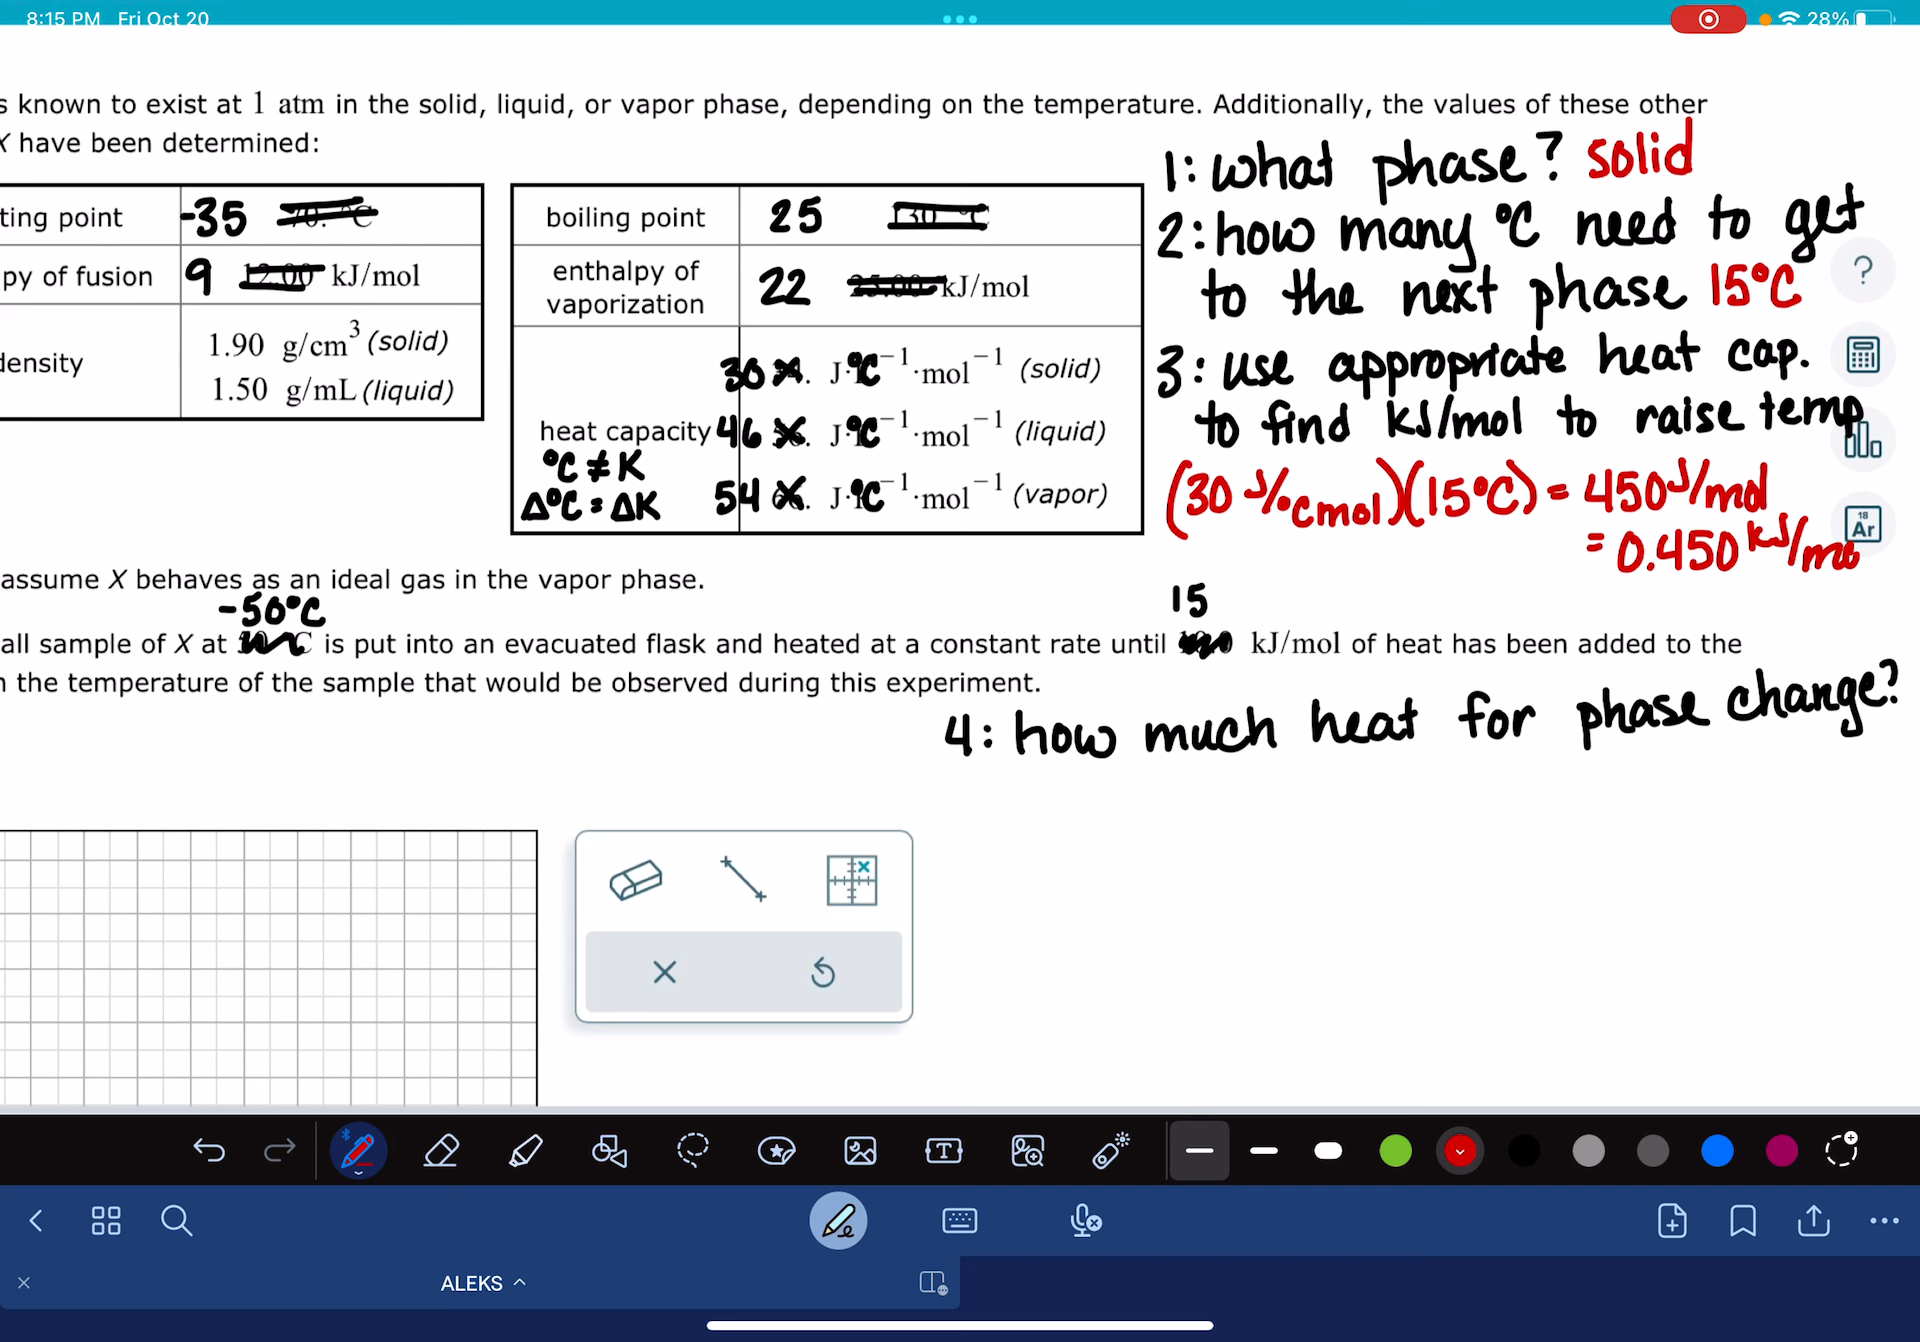 8:15 PM Fri Oct 20
28%
s known to exist at 1 atm in the solid, liquid, or vapor phase, depending on the temperature. Additionally, the values of these other
X have been determined:
ting point -35 °C
py of fusion 9 12.00 kJ/mol
density 1.90 g/cm³ (solid)
1.50 g/mL (liquid)
boiling point 25 130 °C
enthalpy of vaporization 22 25.00 kJ/mol
heat capacity
30 J·°C⁻¹·mol⁻¹ (solid)
46 J·°C⁻¹·mol⁻¹ (liquid)
54 J·°C⁻¹·mol⁻¹ (vapor)
°C ≠ K
Δ°C = ΔK
1: what phase? solid
2: how many °C need to get
to the next phase 15°C
3: use appropriate heat cap.
to find kJ/mol to raise temp
(30 J/°Cmol)(15°C) = 450 J/mol
= 0.450 kJ/mol
?
18
Ar
assume X behaves as an ideal gas in the vapor phase.
-50°C
15
all sample of X at C is put into an evacuated flask and heated at a constant rate until kJ/mol of heat has been added to the
n the temperature of the sample that would be observed during this experiment.
4: how much heat for phase change?
ALEKS